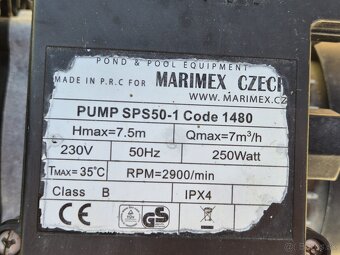 POND & POOL EQUIPMENT
MADE IN P.R.C FOR MARIMEX CZECH
WWW.MARIMEX.CZ
PUMP SPS50-1 Code 1480
Hmax=7.5m Qmax=7m³/h
230V 50Hz 250Watt
TMAX= 35°C RPM=2900/min
Class B IPX4
CE GS